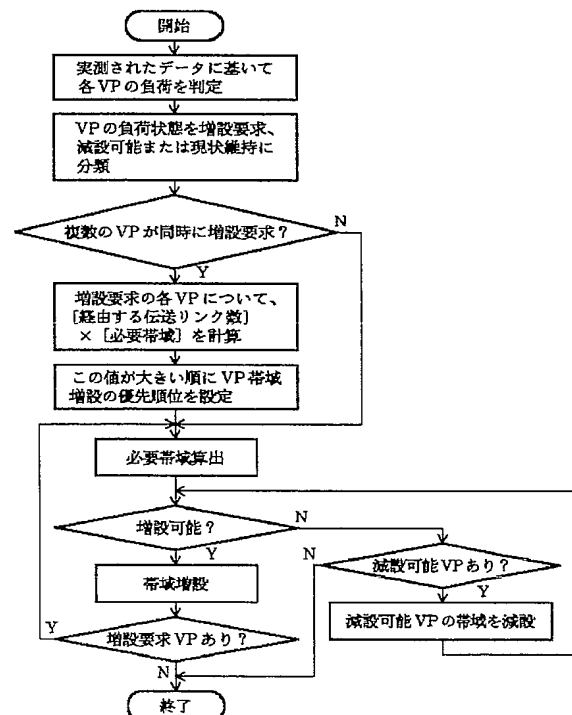 開始
実測されたデータに基いて
各VPの負荷を判定
VPの負荷状態を増設要求、
減設可能または現状維持に
分類
複数のVPが同時に増設要求？
N
Y
増設要求の各VPについて、
[経由する伝送リンク数]
×［必要帯域］を計算
この値が大きい順にVP帯域
増設の優先順位を設定
必要帯域算出
増設可能？
N
Y
帯域増設
N
減設可能VPあり？
Y
減設可能VPの帯域を減設
Y
増設要求VPあり？
N
終了